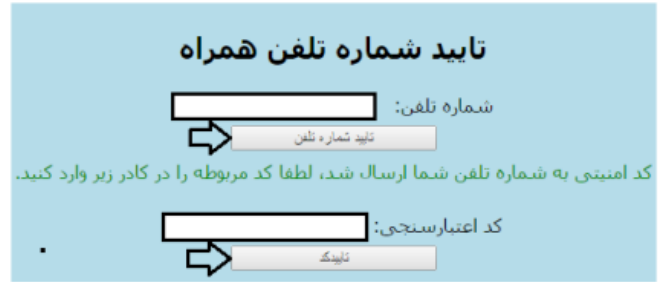 تایید شماره تلفن همراه
شماره تلفن:
تایید شماره تلفن
کد امنیتی به شماره تلفن شما ارسال شد، لطفا کد مربوطه را در کادر زیر وارد کنید.
کد اعتبارسنجی:
تاییدکد